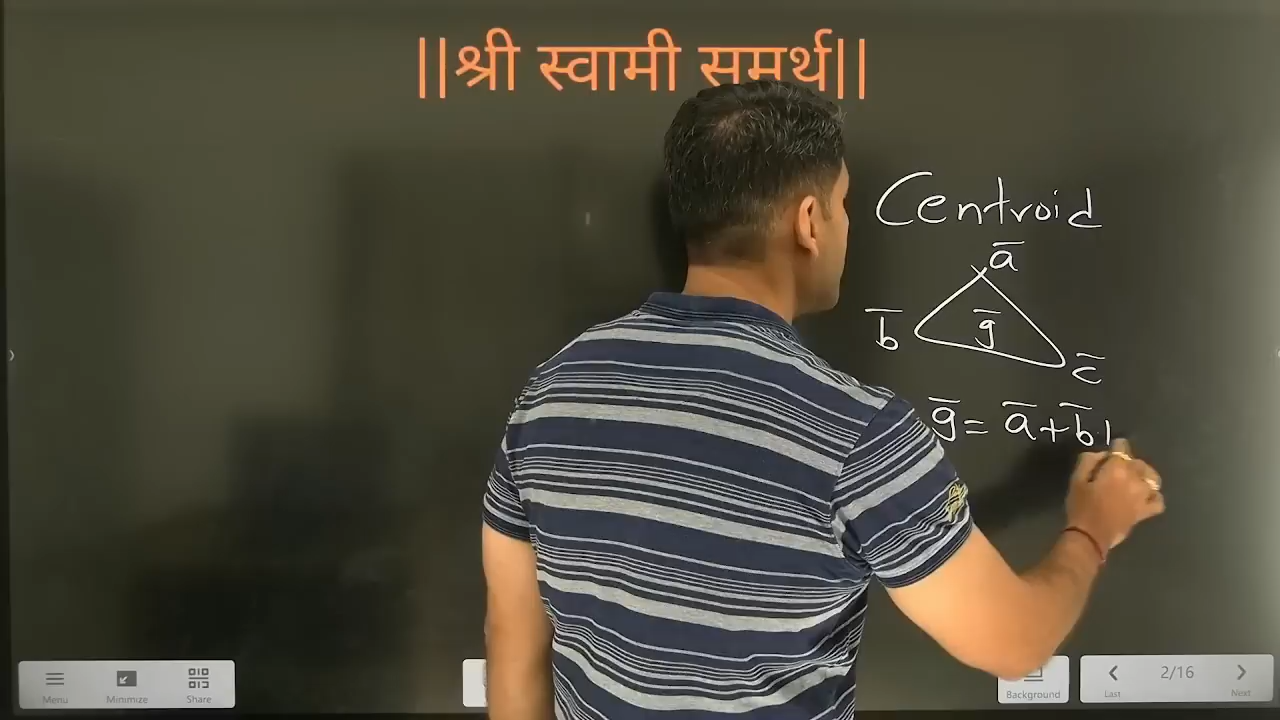 ||श्री स्वामी समर्थ||
Centroid
a̅
b̅ g̅
c̅
g̅ = a̅ + b̅
Menu Minimize Share
Background
2/16
Last Next